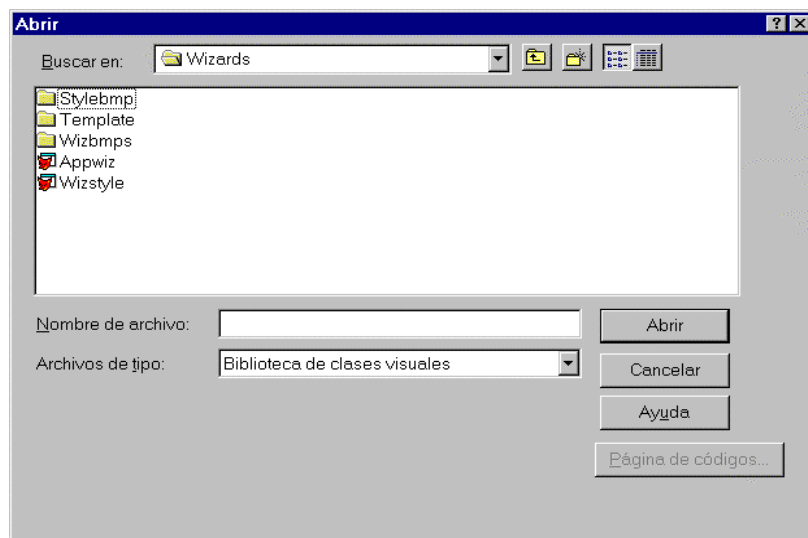 Abrir
Buscar en: Wizards
Stylebmp
Template
Wizbmps
Appwiz
Wizstyle
Nombre de archivo: Abrir
Archivos de tipo: Biblioteca de clases visuales
Cancelar
Ayuda
Página de códigos...